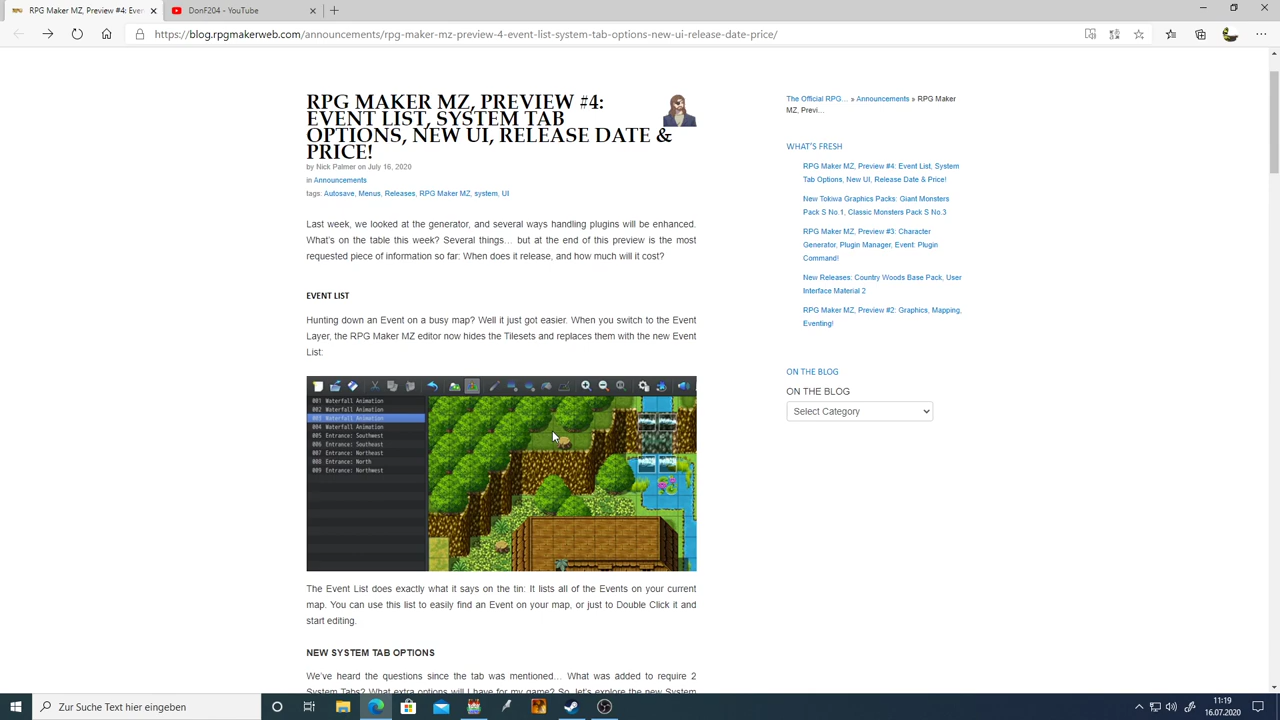 RPG Maker MZ, Preview #4: Ever
DonF204 - YouTube
https://blog.rpgmakerweb.com/announcements/rpg-maker-mz-preview-4-event-list-system-tab-options-new-ui-release-date-price/
RPG MAKER MZ, PREVIEW #4:
EVENT LIST, SYSTEM TAB
OPTIONS, NEW UI, RELEASE DATE &
PRICE!
by Nick Palmer on July 16, 2020
in Announcements
tags: Autosave, Menus, Releases, RPG Maker MZ, system, UI
Last week, we looked at the generator, and several ways handling plugins will be enhanced.
What's on the table this week? Several things… but at the end of this preview is the most
requested piece of information so far: When does it release, and how much will it cost?
EVENT LIST
Hunting down an Event on a busy map? Well it just got easier. When you switch to the Event
Layer, the RPG Maker MZ editor now hides the Tilesets and replaces them with the new Event
List:
001 Waterfall Animation
002 Waterfall Animation
003 Waterfall Animation
004 Waterfall Animation
005 Entrance: Southwest
006 Entrance: Southeast
007 Entrance: Northeast
008 Entrance: North
009 Entrance: Northwest
The Event List does exactly what it says on the tin: It lists all of the Events on your current
map. You can use this list to easily find an Event on your map, or just to Double Click it and
start editing.
NEW SYSTEM TAB OPTIONS
We've heard the questions since the tab was mentioned… What was added to require 2
System Tabs? What extra options will I have for my game? So, let's explore the new System
The Official RPG… » Announcements » RPG Maker
MZ, Previ…
WHAT'S FRESH
RPG Maker MZ, Preview #4: Event List, System
Tab Options, New UI, Release Date & Price!
New Tokiwa Graphics Packs: Giant Monsters
Pack S No.1, Classic Monsters Pack S No.3
RPG Maker MZ, Preview #3: Character
Generator, Plugin Manager, Event: Plugin
Command!
New Releases: Country Woods Base Pack, User
Interface Material 2
RPG Maker MZ, Preview #2: Graphics, Mapping,
Eventing!
ON THE BLOG
ON THE BLOG
Select Category
Zur Suche Text hier eingeben
11:19
16.07.2020